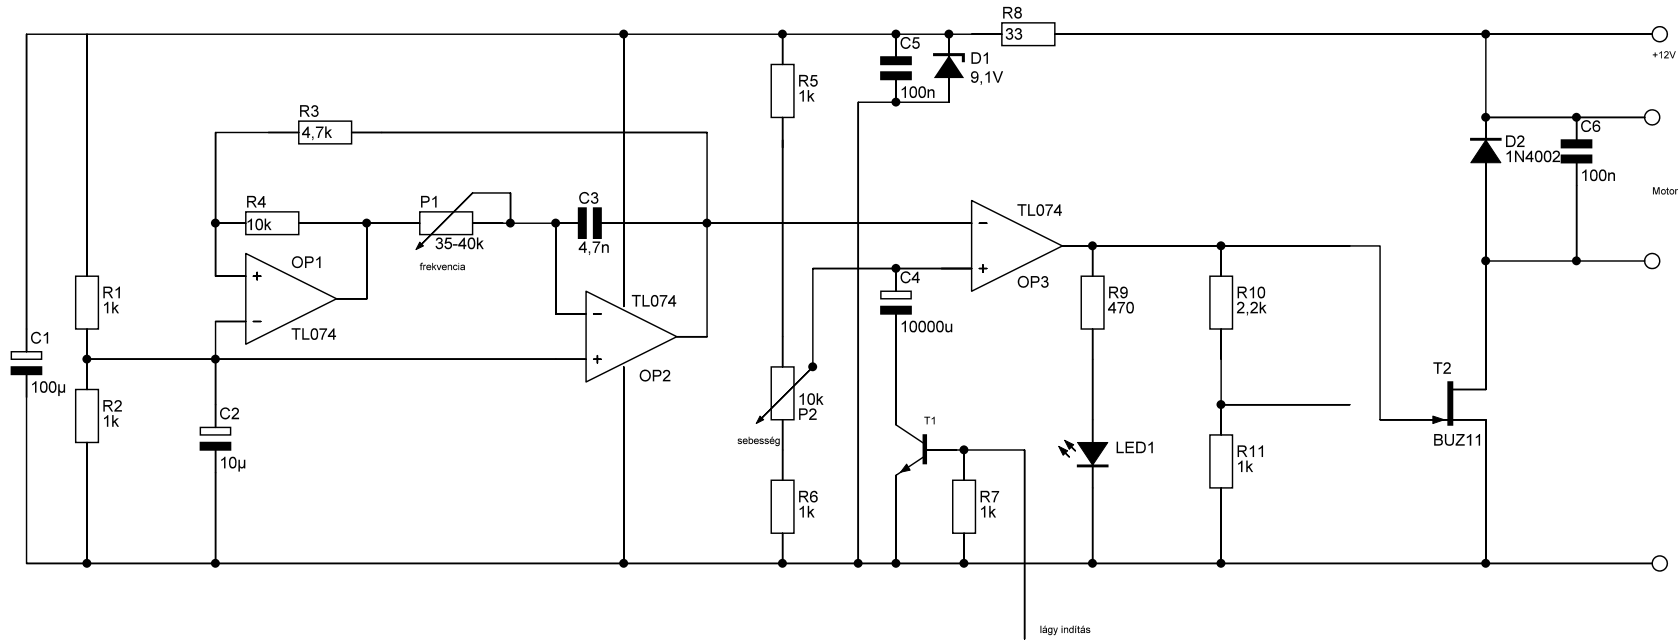 R8
33
+12V
C5
100n
D1
9,1V
R5
1k
R3
4,7k
D2
1N4002
C6
100n
Motor
R4
10k
P1
35-40k
frekvencia
C3
4,7n
TL074
OP3
+
−
OP1
+
−
TL074
R1
1k
C1
100µ
R2
1k
C2
10µ
TL074
−
+
OP2
C4
10000u
R9
470
R10
2,2k
10k
P2
sebesség
T1
LED1
R11
1k
T2
BUZ11
R6
1k
R7
1k
lágy indítás